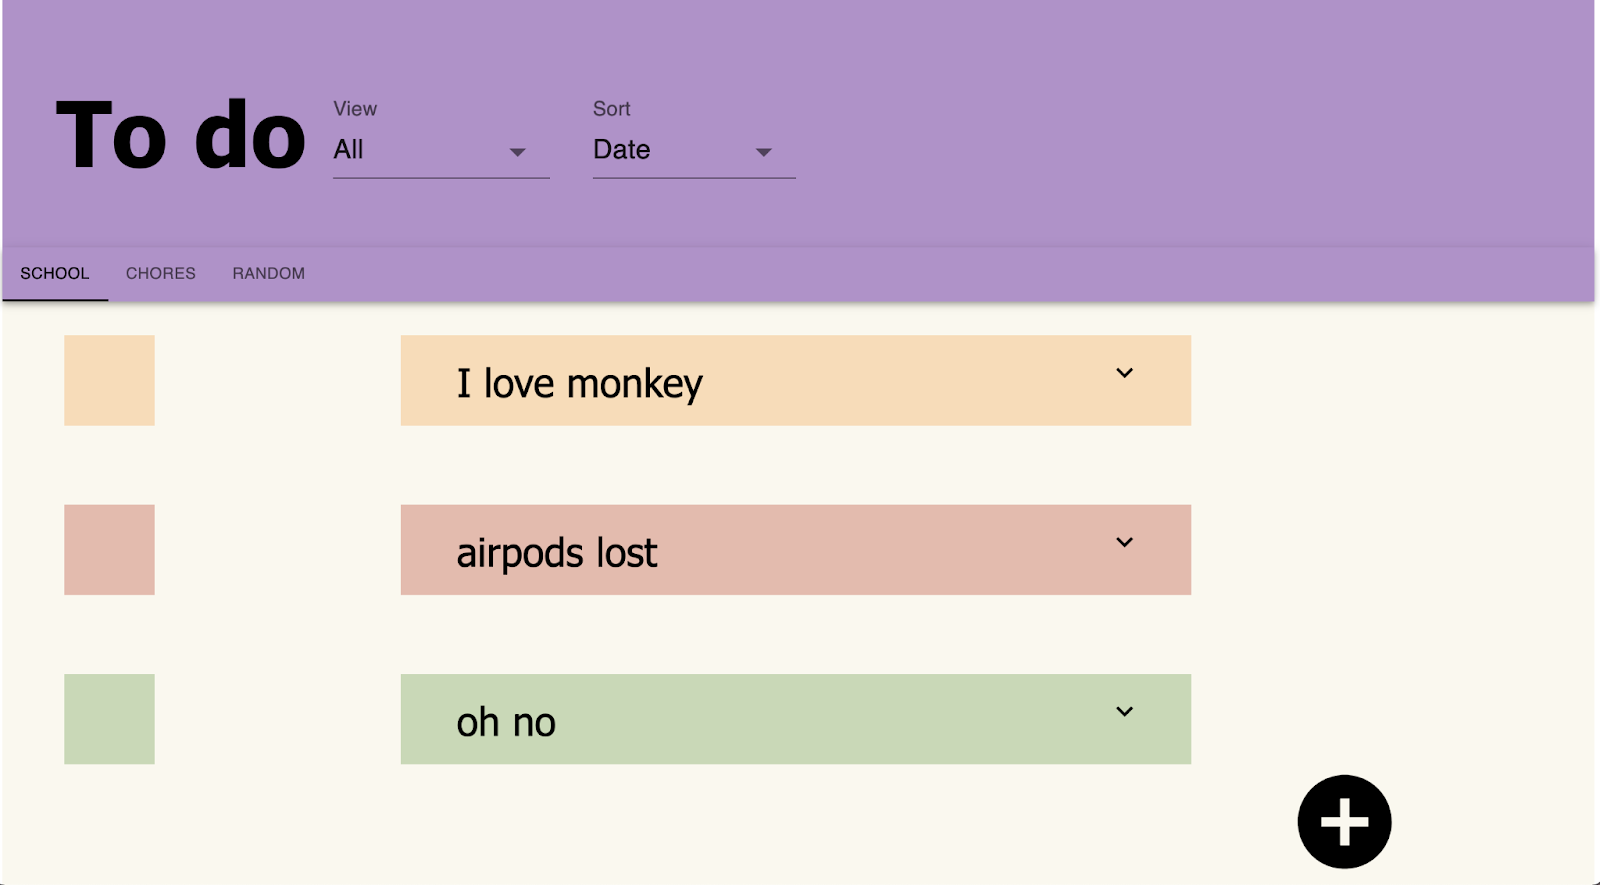 To do
View
All
Sort
Date
SCHOOL CHORES RANDOM
I love monkey
airpods lost
oh no